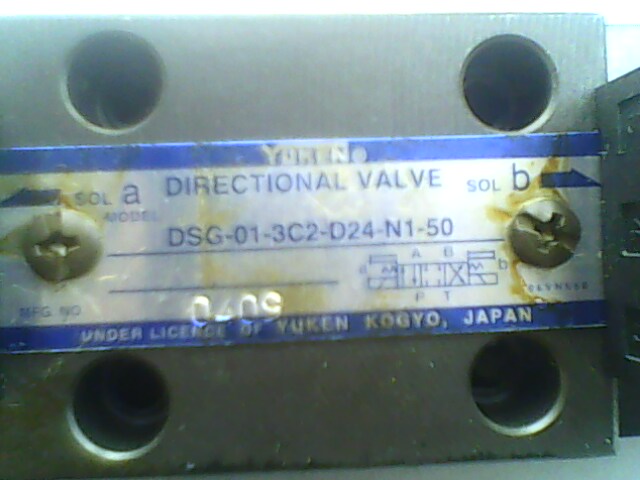 YUKEN
SOL a DIRECTIONAL VALVE SOL b
MODEL
DSG-01-3C2-D24-N1-50
A B
a b
P T
MFG. NO
UNDER LICENCE OF YUKEN KOGYO, JAPAN